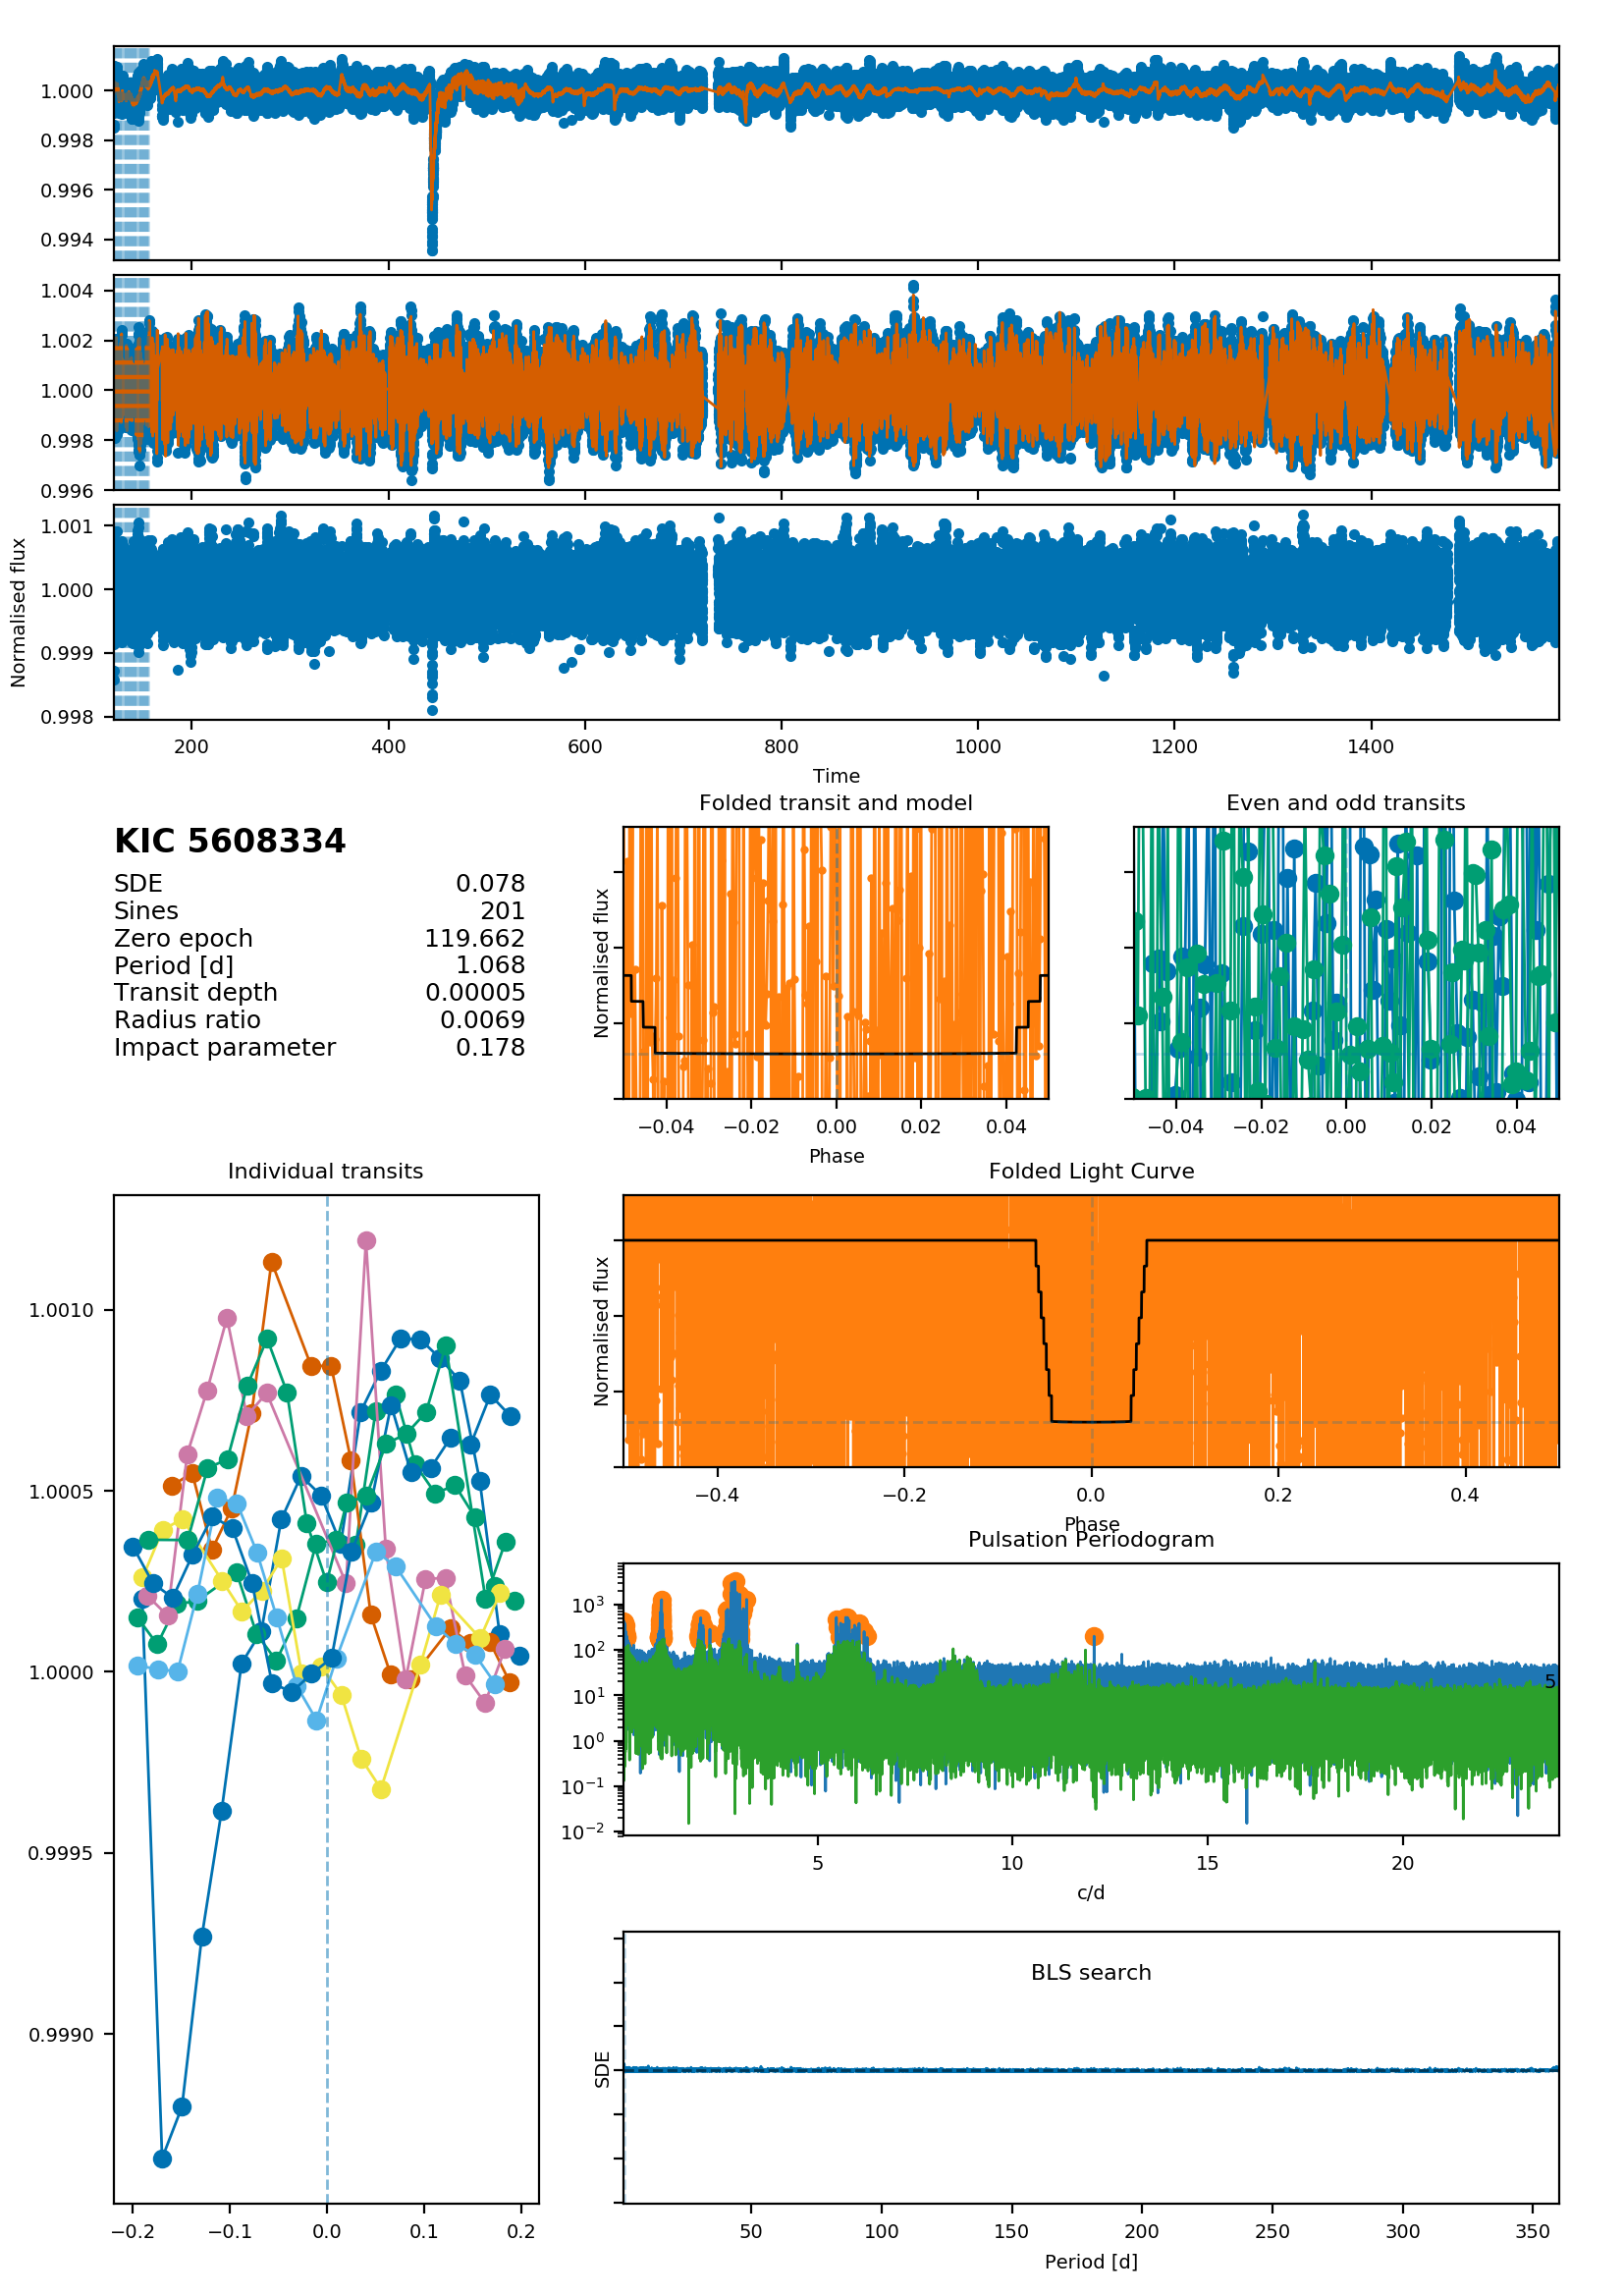 1.000
0.998
0.996
0.994
1.004
1.002
1.000
0.998
0.996
1.001
1.000
0.999
0.998
Normalised flux
200 400 600 800 1000 1200 1400
Time
KIC 5608334
SDE 0.078
Sines 201
Zero epoch 119.662
Period [d] 1.068
Transit depth 0.00005
Radius ratio 0.0069
Impact parameter 0.178
Folded transit and model
Normalised flux
−0.04 −0.02 0.00 0.02 0.04
Phase
Even and odd transits
−0.04 −0.02 0.00 0.02 0.04
Individual transits
1.0010
1.0005
1.0000
0.9995
0.9990
−0.2 −0.1 0.0 0.1 0.2
Folded Light Curve
Normalised flux
−0.4 −0.2 0.0 0.2 0.4
Phase
Pulsation Periodogram
10³
10²
10¹
10⁰
10⁻¹
10⁻²
5
5 10 15 20
c/d
BLS search
SDE
50 100 150 200 250 300 350
Period [d]